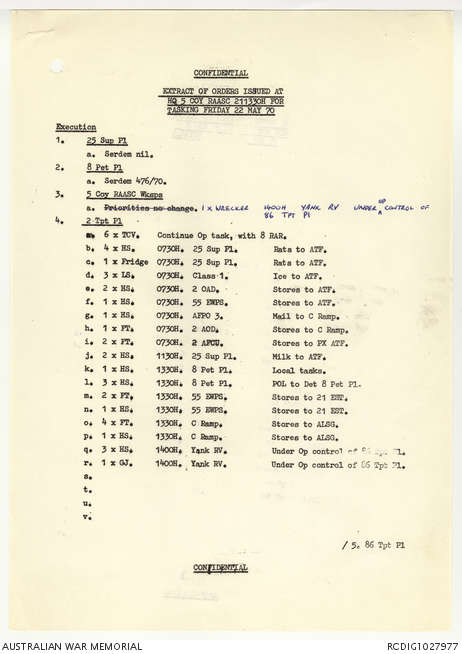 CONFIDENTIAL
EXTRACT OF ORDERS ISSUED AT
HQ 5 COY RAASC 211330H FOR
TASKING FRIDAY 22 MAY 70
Execution
1. 25 Sup Pl
a. Serdem nil.
2. 8 Pet Pl
a. Serdem 476/70.
3. 5 Coy RAASC Wksps
a. Priorities no change. 1 x WRECKER 1400H YANK RV UNDER OP CONTROL OF
86 TPT Pl
4. 2 Tpt Pl
a. 6 x TCV. Continue Op task, with 8 RAR.
b. 4 x HS. 0730H. 25 Sup Pl. Rats to ATF.
c. 1 x Fridge 0730H. 25 Sup Pl. Rats to ATF.
d. 3 x LS. 0730H. Class 1. Ice to ATF.
e. 2 x HS. 0730H. 2 OAD. Stores to ATF.
f. 1 x HS. 0730H. 55 EWPS. Stores to ATF.
g. 1 x HS. 0730H. AFPO 3. Mail to C Ramp.
h. 1 x FT. 0730H. 2 AOD. Stores to C Ramp.
i. 2 x FT. 0730H. 2 AFCU. Stores to PX ATF.
j. 2 x HS. 1130H. 25 Sup Pl. Milk to ATF.
k. 1 x HS. 1330H. 8 Pet Pl. Local tasks.
l. 3 x HS. 1330H. 8 Pet Pl. POL to Det 8 Pet Pl.
m. 2 x FT. 1330H. 55 EWPS. Stores to 21 EST.
n. 1 x HS. 1330H. 55 EWPS. Stores to 21 EST.
o. 4 x FT. 1330H. C Ramp. Stores to ALSG.
p. 1 x HS. 1330H. C Ramp. Stores to ALSG.
q. 3 x HS. 1400H. Yank RV. Under Op control of 86 Tpt Pl.
r. 1 x GJ. 1400H. Yank RV. Under Op control of 86 Tpt Pl.
s.
t.
u.
v.
/ 5. 86 Tpt Pl
CONFIDENTIAL
AUSTRALIAN WAR MEMORIAL RCDIG1027977